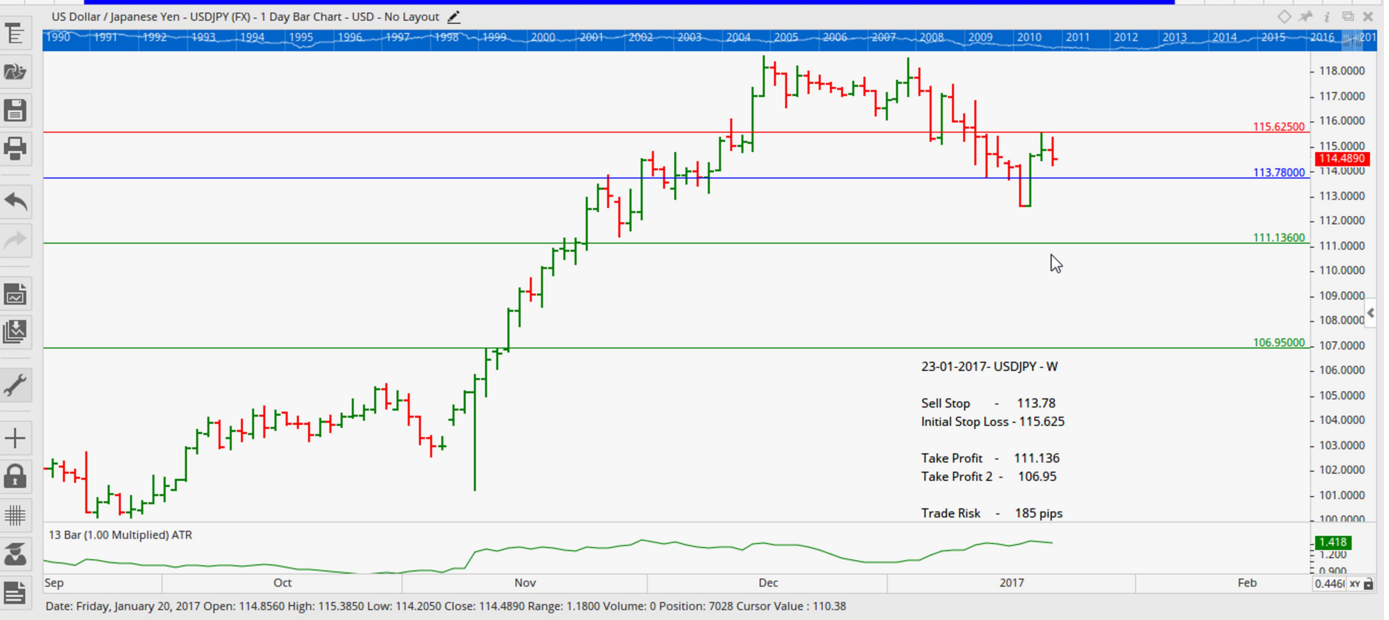 US Dollar / Japanese Yen - USDJPY (FX) - 1 Day Bar Chart - USD - No Layout
1990 1991 1992 1993 1994 1995 1996 1997 1998 1999 2000 2001 2002 2003 2004 2005 2006 2007 2008 2009 2010 2011 2012 2013 2014 2015 2016 201
118.0000
117.0000
116.0000
115.62500
115.0000
114.4890
114.0000
113.78000
113.0000
112.0000
111.13600
111.0000
110.0000
109.0000
108.0000
106.95000
107.0000
106.0000
105.0000
104.0000
103.0000
102.0000
101.0000
100.0000
23-01-2017- USDJPY - W
Sell Stop - 113.78
Initial Stop Loss - 115.625
Take Profit - 111.136
Take Profit 2 - 106.95
Trade Risk - 185 pips
13 Bar (1.00 Multiplied) ATR
1.418
1.200
0.900
Sep Oct Nov Dec 2017 Feb
0.446 XY
Date: Friday, January 20, 2017 Open: 114.8560 High: 115.3850 Low: 114.2050 Close: 114.4890 Range: 1.1800 Volume: 0 Position: 7028 Cursor Value : 110.38